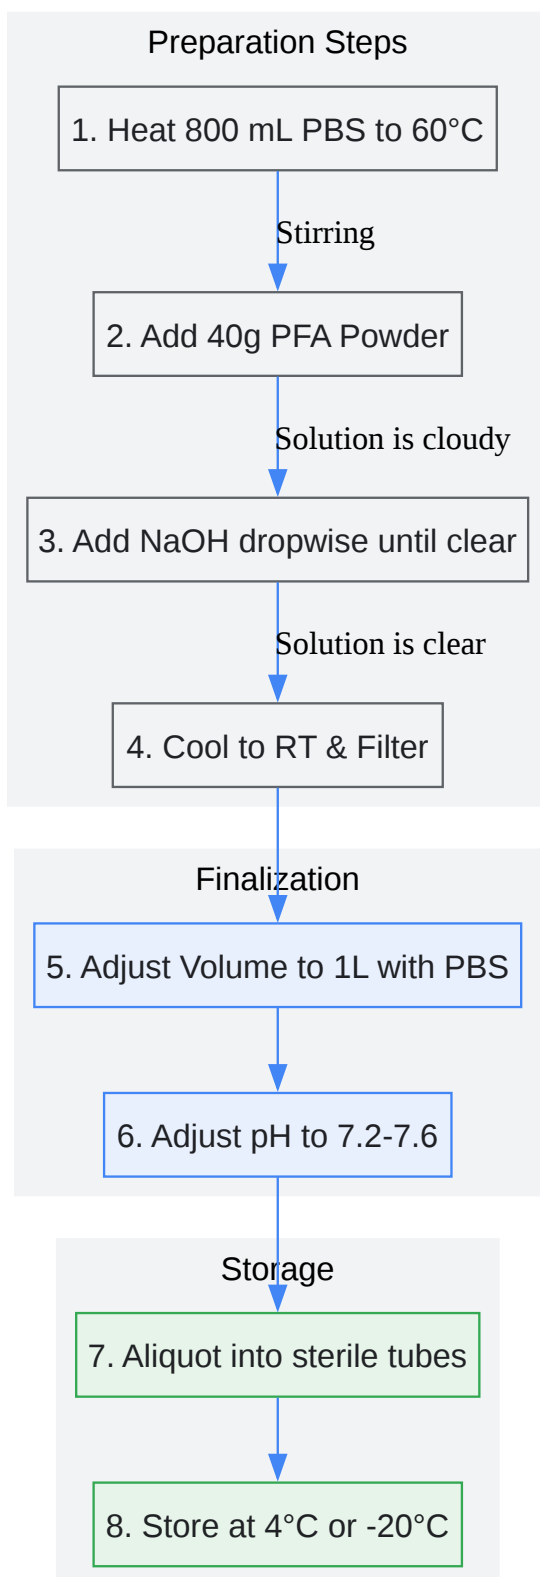 Preparation Steps
1. Heat 800 mL PBS to 60°C
Stirring
2. Add 40g PFA Powder
Solution is cloudy
3. Add NaOH dropwise until clear
Solution is clear
4. Cool to RT & Filter
Finalization
5. Adjust Volume to 1L with PBS
6. Adjust pH to 7.2-7.6
Storage
7. Aliquot into sterile tubes
8. Store at 4°C or -20°C